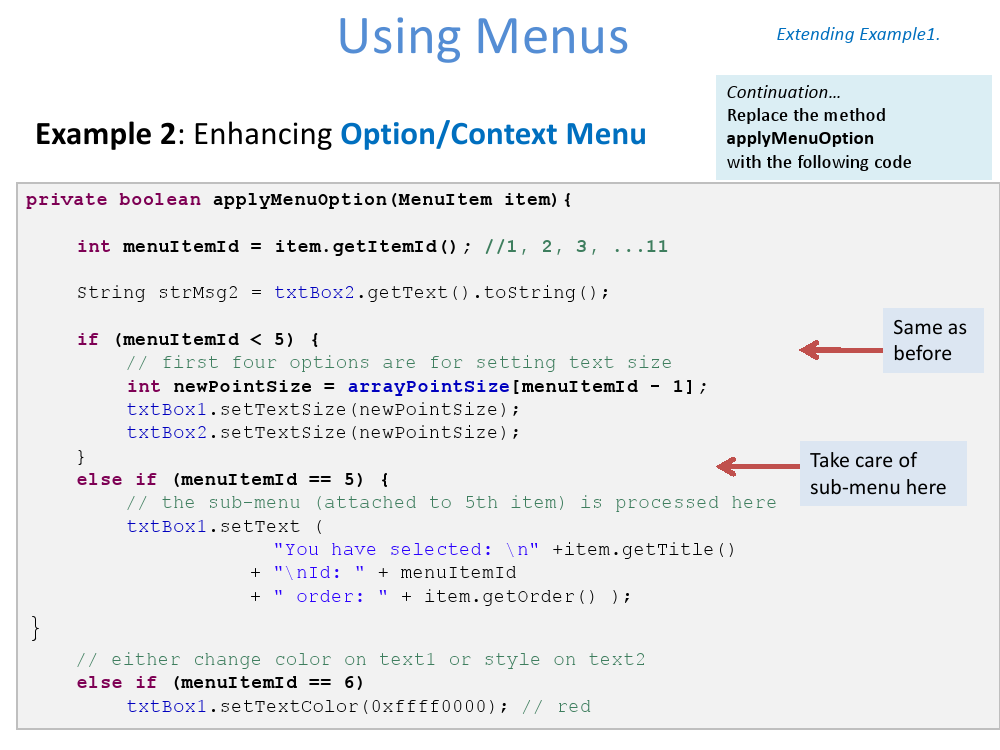 Using Menus
Extending Example1.
Continuation…
Replace the method
applyMenuOption
with the following code
Example 2: Enhancing Option/Context Menu
private boolean applyMenuOption(MenuItem item){
int menuItemId = item.getItemId(); //1, 2, 3, ...11
String strMsg2 = txtBox2.getText().toString();
if (menuItemId < 5) {
// first four options are for setting text size
int newPointSize = arrayPointSize[menuItemId - 1];
txtBox1.setTextSize(newPointSize);
txtBox2.setTextSize(newPointSize);
}
else if (menuItemId == 5) {
// the sub-menu (attached to 5th item) is processed here
txtBox1.setText (
"You have selected: \n" +item.getTitle()
+ "\nId: " + menuItemId
+ " order: " + item.getOrder() );
}
// either change color on text1 or style on text2
else if (menuItemId == 6)
txtBox1.setTextColor(0xffff0000); // red
Same as
before
Take care of
sub-menu here